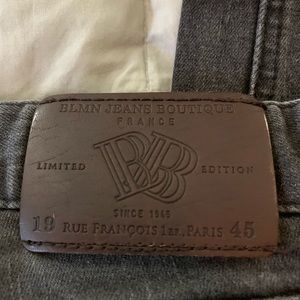 BLMN JEANS BOUTIQUE
FRANCE
LIMITED BB EDITION
SINCE 1945
19 RUE FRANÇOIS 1ER, PARIS 45